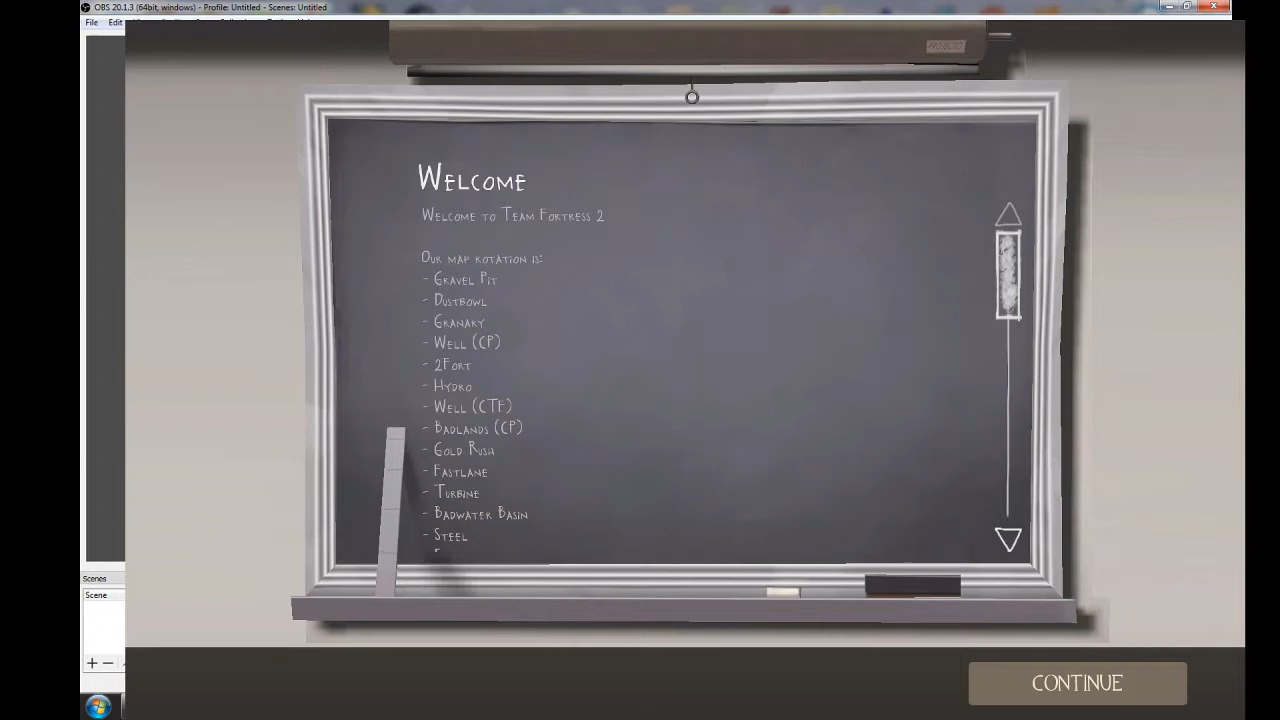 OBS 20.1.3 (64bit, windows) - Profile: Untitled - Scenes: Untitled
File Edit
PROJECTO
WELCOME
WELCOME TO TEAM FORTRESS 2
OUR MAP ROTATION IS:
- GRAVEL PIT
- DUSTBOWL
- GRANARY
- WELL (CP)
- 2FORT
- HYDRO
- WELL (CTF)
- BADLANDS (CP)
- GOLD RUSH
- FASTLANE
- TURBINE
- BADWATER BASIN
- STEEL
Scenes
Scene
CONTINUE